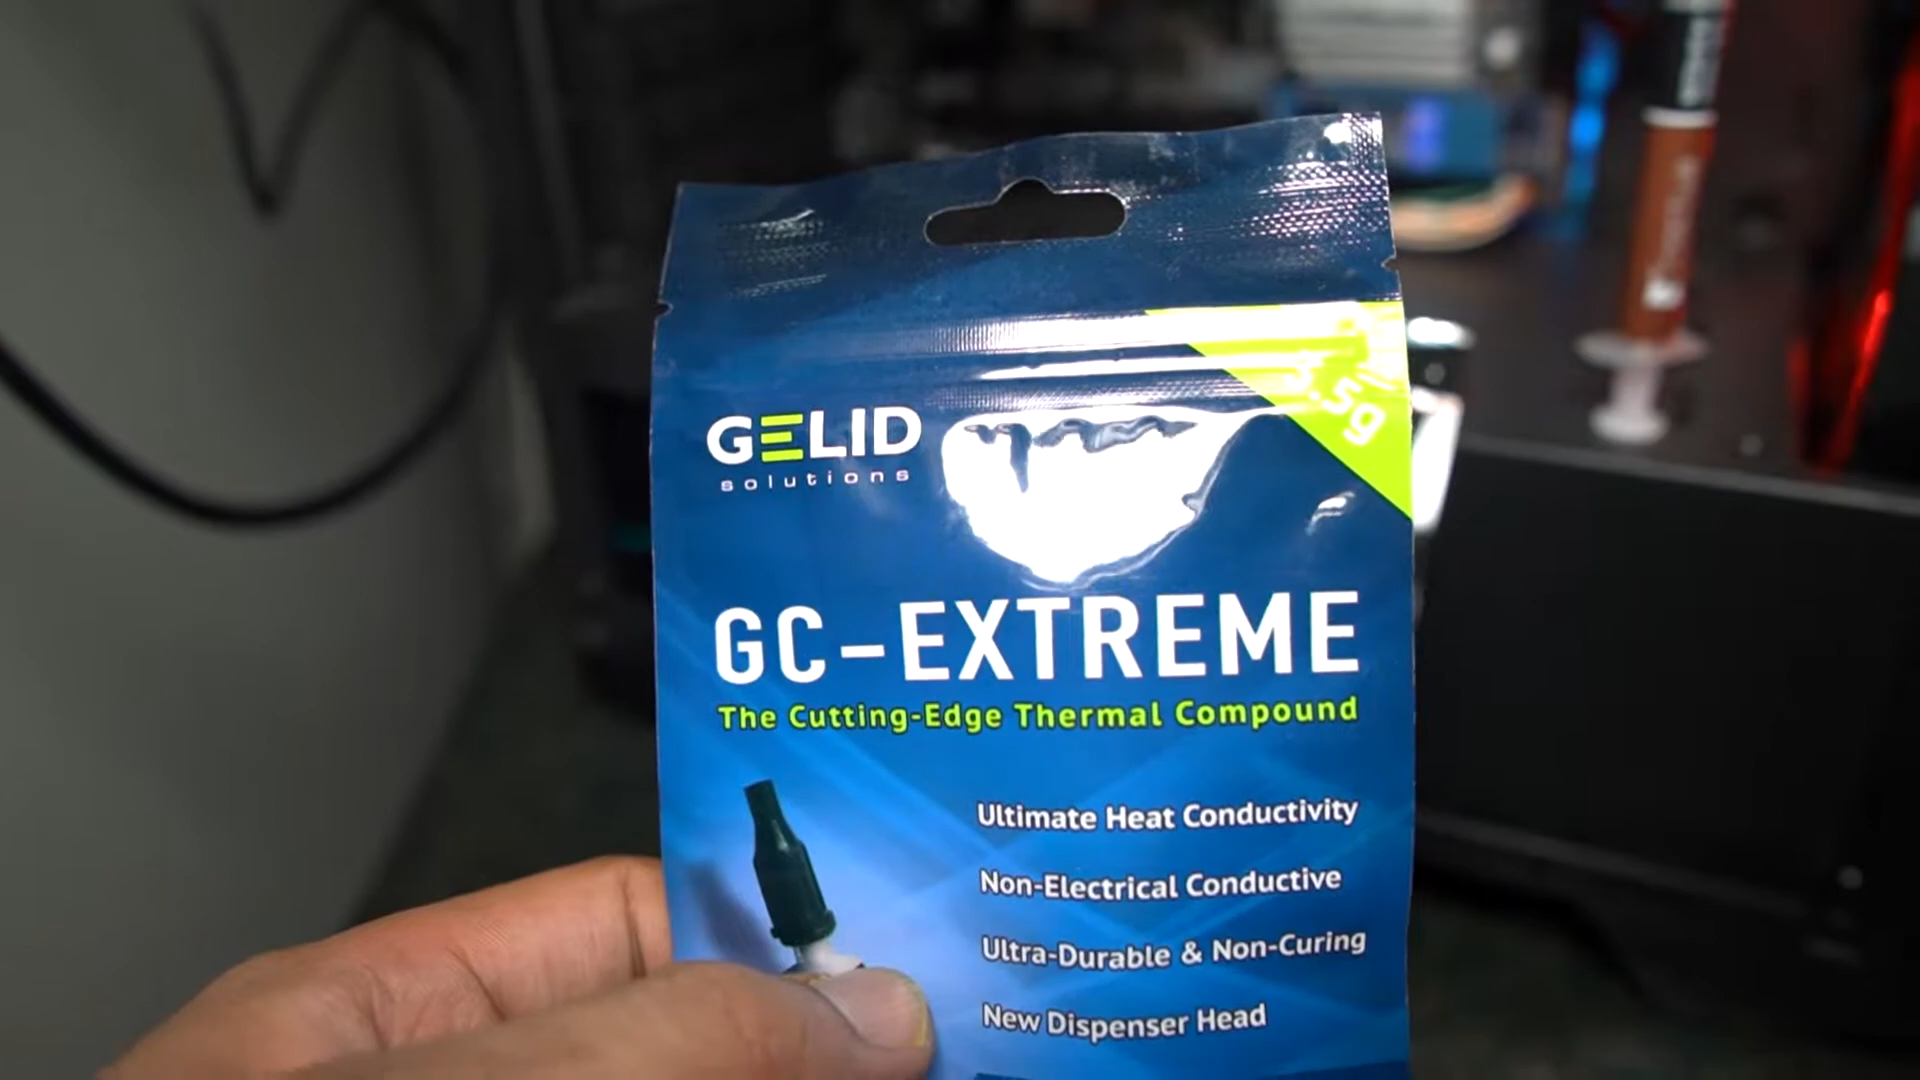 3.5g
GELID
solutions
GC-EXTREME
The Cutting-Edge Thermal Compound
Ultimate Heat Conductivity
Non-Electrical Conductive
Ultra-Durable & Non-Curing
New Dispenser Head